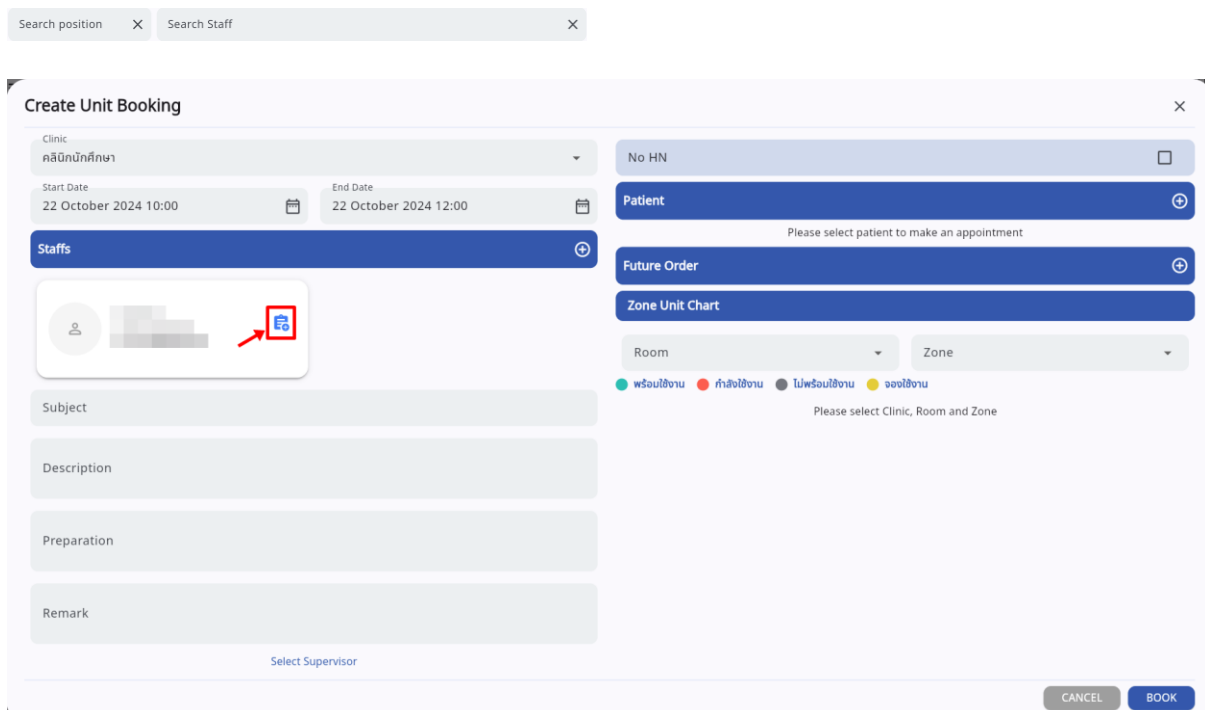 Search position
Search Staff
Create Unit Booking
Clinic
คลินิกนักศึกษา
Start Date
22 October 2024 10:00
End Date
22 October 2024 12:00
Staffs
Subject
Description
Preparation
Remark
Select Supervisor
No HN
Patient
Please select patient to make an appointment
Future Order
Zone Unit Chart
Room
Zone
พร้อมใช้งาน
กำลังใช้งาน
ไม่พร้อมใช้งาน
จองใช้งาน
Please select Clinic, Room and Zone
CANCEL
BOOK